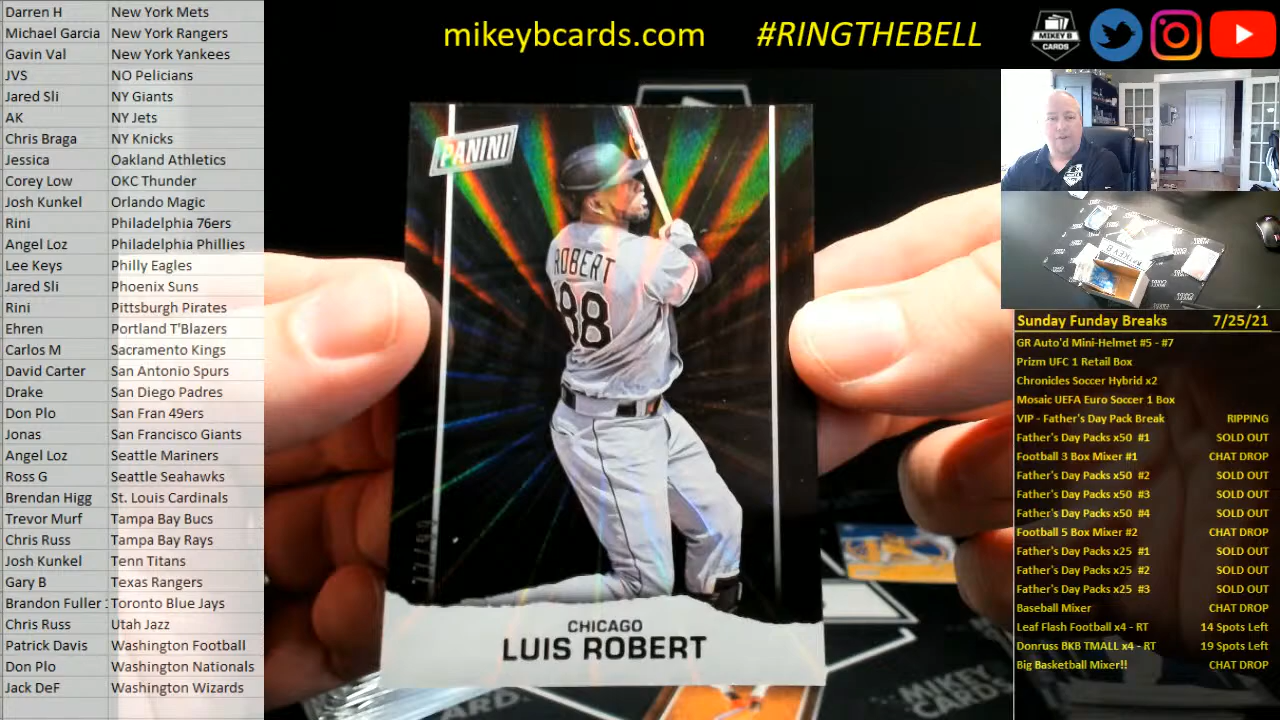 Darren H New York Mets
Michael Garcia New York Rangers
Gavin Val New York Yankees
JVS NO Pelicians
Jared Sli NY Giants
AK NY Jets
Chris Braga NY Knicks
Jessica Oakland Athletics
Corey Low OKC Thunder
Josh Kunkel Orlando Magic
Rini Philadelphia 76ers
Angel Loz Philadelphia Phillies
Lee Keys Philly Eagles
Jared Sli Phoenix Suns
Rini Pittsburgh Pirates
Ehren Portland T'Blazers
Carlos M Sacramento Kings
David Carter San Antonio Spurs
Drake San Diego Padres
Don Plo San Fran 49ers
Jonas San Francisco Giants
Angel Loz Seattle Mariners
Ross G Seattle Seahawks
Brendan Higg St. Louis Cardinals
Trevor Murf Tampa Bay Bucs
Chris Russ Tampa Bay Rays
Josh Kunkel Tenn Titans
Gary B Texas Rangers
Brandon Fuller Toronto Blue Jays
Chris Russ Utah Jazz
Patrick Davis Washington Football
Don Plo Washington Nationals
Jack DeF Washington Wizards
mikeybcards.com #RINGTHEBELL
MIKEY B
CARDS
PANINI
ROBERT
88
CHICAGO
LUIS ROBERT
MIKEY
CARDS
Sunday Funday Breaks 7/25/21
GR Auto'd Mini-Helmet #5 - #7
Prizm UFC 1 Retail Box
Chronicles Soccer Hybrid x2
Mosaic UEFA Euro Soccer 1 Box
VIP - Father's Day Pack Break RIPPING
Father's Day Packs x50 #1 SOLD OUT
Football 3 Box Mixer #1 CHAT DROP
Father's Day Packs x50 #2 SOLD OUT
Father's Day Packs x50 #3 SOLD OUT
Father's Day Packs x50 #4 SOLD OUT
Football 5 Box Mixer #2 CHAT DROP
Father's Day Packs x25 #1 SOLD OUT
Father's Day Packs x25 #2 SOLD OUT
Father's Day Packs x25 #3 SOLD OUT
Baseball Mixer CHAT DROP
Leaf Flash Football x4 - RT 14 Spots Left
Donruss BKB TMALL x4 - RT 19 Spots Left
Big Basketball Mixer!! CHAT DROP